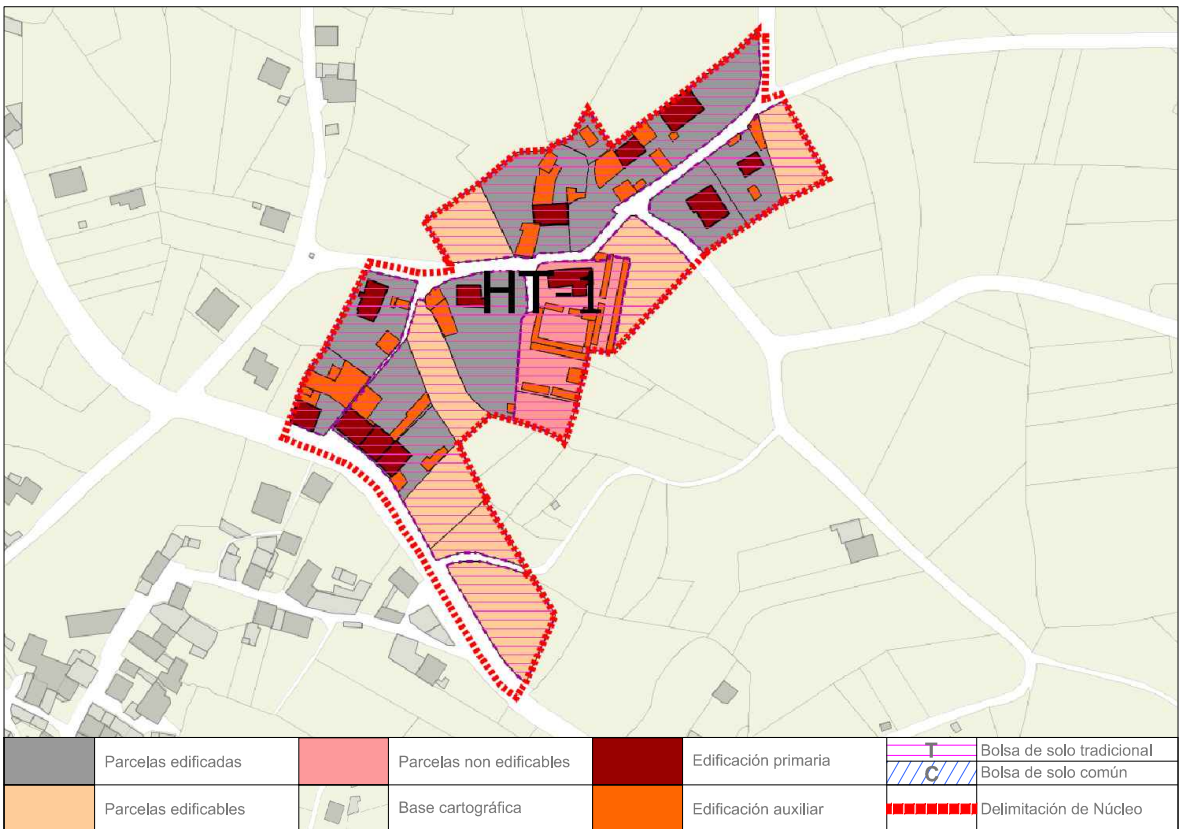 HT-1
Parcelas edificadas
Parcelas non edificables
Edificación primaria
T
Bolsa de solo tradicional
C
Bolsa de solo común
Parcelas edificables
Base cartográfica
Edificación auxiliar
Delimitación de Núcleo